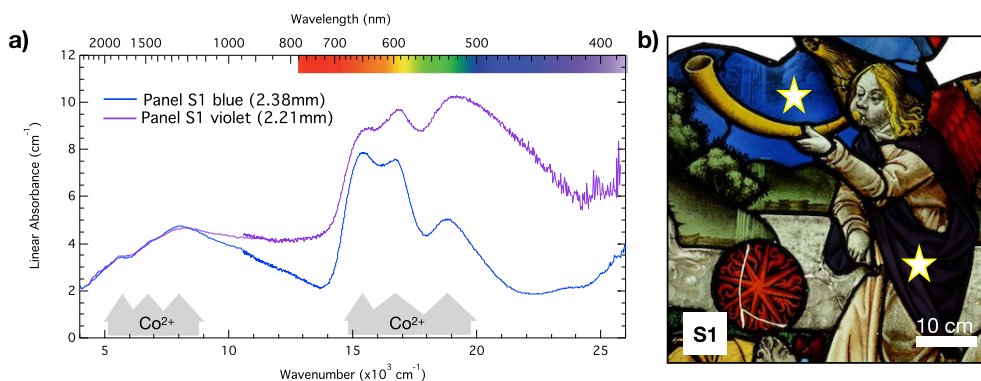 Wavelength (nm)
a)
2000 1500 1000 900 800 700 600 500 400
12
10
8
6
4
2
0
Linear Absorbance (cm⁻¹)
Panel S1 blue (2.38mm)
Panel S1 violet (2.21mm)
Co²⁺
Co²⁺
5 10 15 20 25
Wavenumber (x10³ cm⁻¹)
b)
S1
10 cm